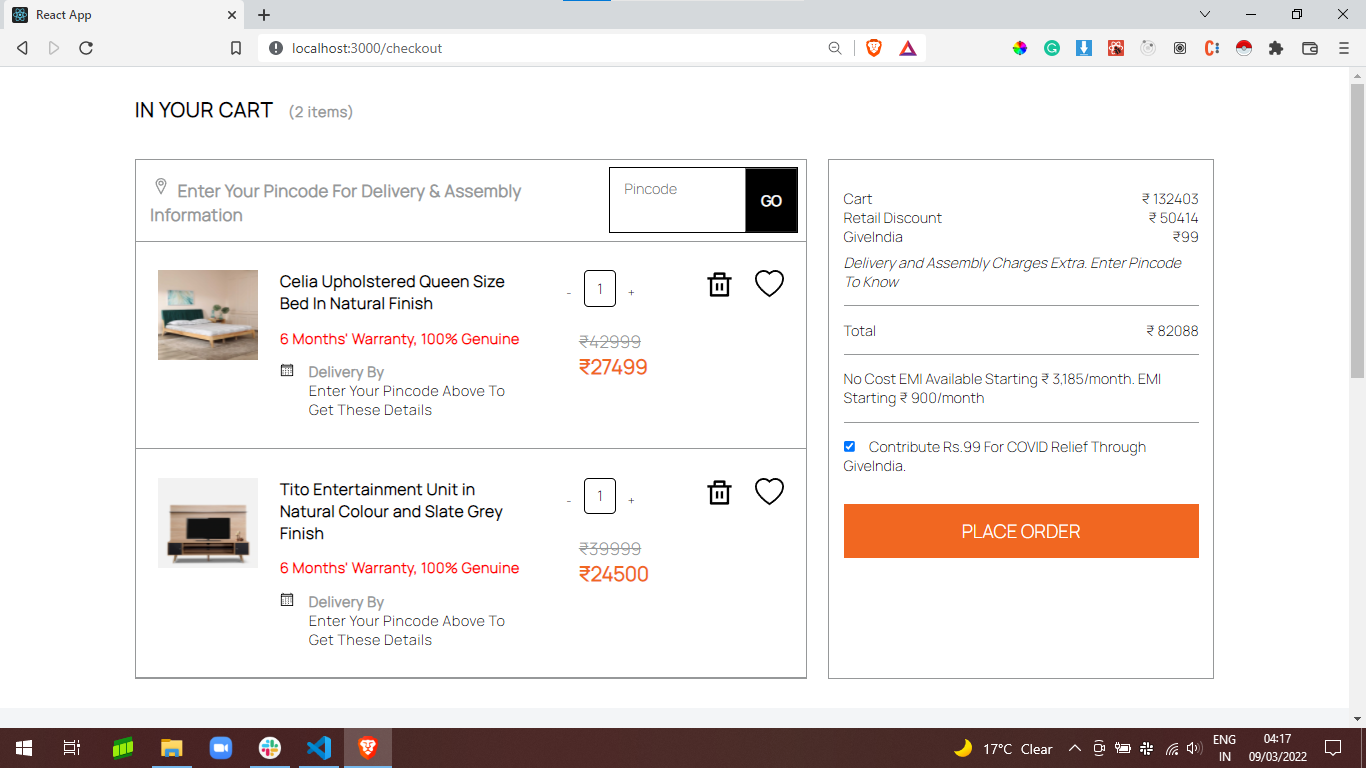 React App
localhost:3000/checkout
IN YOUR CART (2 items)
Enter Your Pincode For Delivery & Assembly
Information
Pincode
GO
Celia Upholstered Queen Size
Bed In Natural Finish
6 Months' Warranty, 100% Genuine
Delivery By
Enter Your Pincode Above To
Get These Details
- 1 +
₹42999
₹27499
Tito Entertainment Unit in
Natural Colour and Slate Grey
Finish
6 Months' Warranty, 100% Genuine
Delivery By
Enter Your Pincode Above To
Get These Details
- 1 +
₹39999
₹24500
Cart ₹ 132403
Retail Discount ₹ 50414
GiveIndia ₹99
Delivery and Assembly Charges Extra. Enter Pincode
To Know
Total ₹ 82088
No Cost EMI Available Starting ₹ 3,185/month. EMI
Starting ₹ 900/month
Contribute Rs.99 For COVID Relief Through
GiveIndia.
PLACE ORDER
17°C Clear
ENG
IN
04:17
09/03/2022